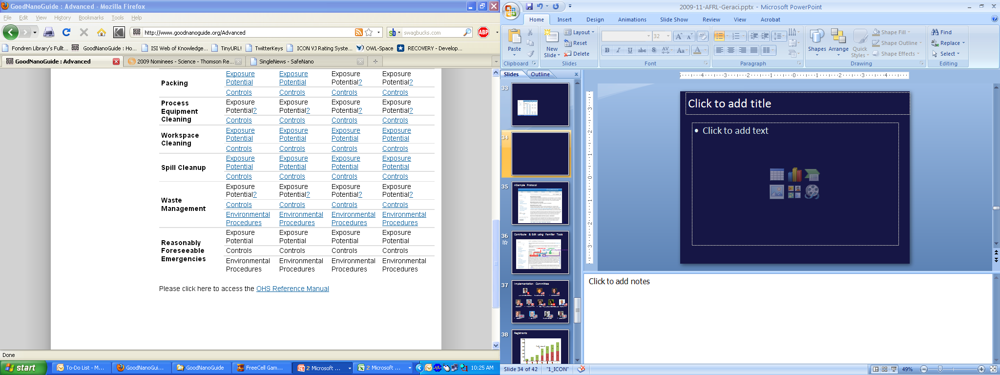 GoodNanoGuide : Advanced - Mozilla Firefox
File Edit View History Bookmarks Tools Help
http://www.goodnanoguide.org/Advanced
swagbucks.com
ABP
Fondren Library's Fullt...
GoodNanoGuide : Ho...
ISI Web of Knowledge...
TinyURL!
TwitterKeys
ICON VJ Rating Syste...
OWL-Space
RECOVERY - Develop...
GoodNanoGuide : Advanced
2009 Nominees - Science - Thomson Re...
SingleNews - SafeNano
Packing
Exposure Potential Exposure Potential Exposure Potential? Exposure Potential?
Controls Controls Controls Controls
Process Equipment Cleaning
Exposure Potential? Exposure Potential? Exposure Potential? Exposure Potential?
Controls Controls Controls Controls
Workspace Cleaning
Exposure Potential Exposure Potential Exposure Potential Exposure Potential
Controls Controls Controls Controls
Spill Cleanup
Exposure Potential Exposure Potential Exposure Potential Exposure Potential
Controls Controls Controls Controls
Waste Management
Exposure Potential? Exposure Potential? Exposure Potential? Exposure Potential?
Controls Controls Controls Controls
Environmental Procedures Environmental Procedures Environmental Procedures Environmental Procedures
Reasonably Foreseeable Emergencies
Exposure Potential Exposure Potential Exposure Potential Exposure Potential
Controls Controls Controls Controls
Environmental Procedures Environmental Procedures Environmental Procedures Environmental Procedures
Please click here to access the OHS Reference Manual
Done
start
To-Do List - M...
GoodNanoGui...
GoodNanoGuide
FreeCell Gam...
2 Microsoft ...
2 Microsoft ...
10:25 AM
2009-11-AFRL-Geraci.pptx - Microsoft PowerPoint
Home Insert Design Animations Slide Show Review View Acrobat
Paste
Clipboard
New Slide
Layout
Reset
Delete
Slides
32
Font
Paragraph
Shapes
Arrange
Quick Styles
Shape Fill
Shape Outline
Shape Effects
Drawing
Find
Replace
Select
Editing
Slides Outline
33
34
35
A Sample Protocol
36
Contribute & Edit using Familiar Tools
37
Implementation Committee
38
Registrants
Click to add title
• Click to add text
Click to add notes
Slide 34 of 42
"1_ICON"
49%